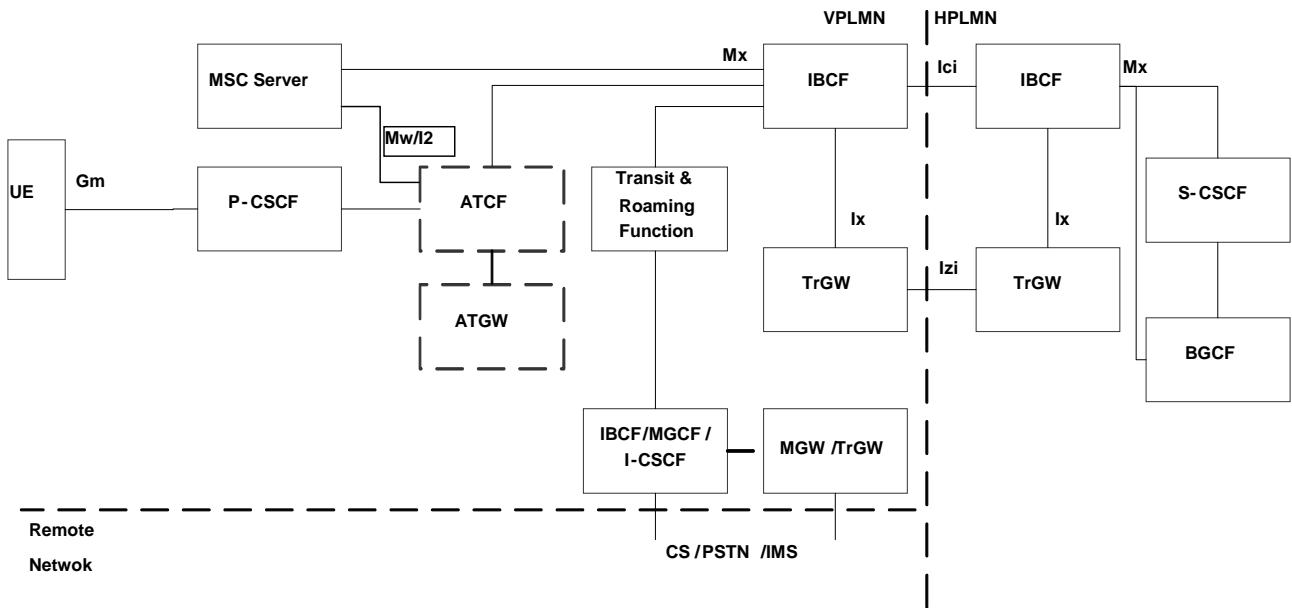 VPLMN
HPLMN
MSC Server
Mx
IBCF
Ici
IBCF
Mx
Mw/I2
UE
Gm
P-CSCF
ATCF
Transit &
Roaming
Function
S-CSCF
Ix
Ix
ATGW
TrGW
Izi
TrGW
BGCF
IBCF/MGCF /
I-CSCF
MGW /TrGW
Remote
Netwok
CS /PSTN /IMS